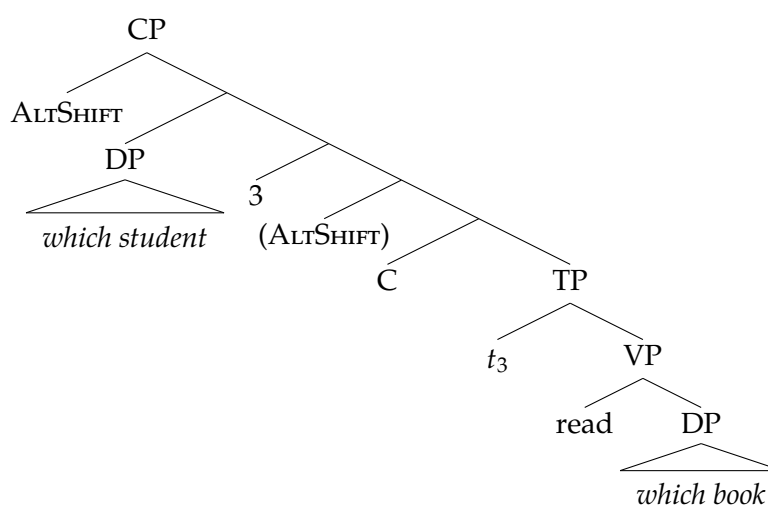 CP
ALTSHIFT
DP
which student
3
(ALTSHIFT)
C
TP
t3
VP
read
DP
which book